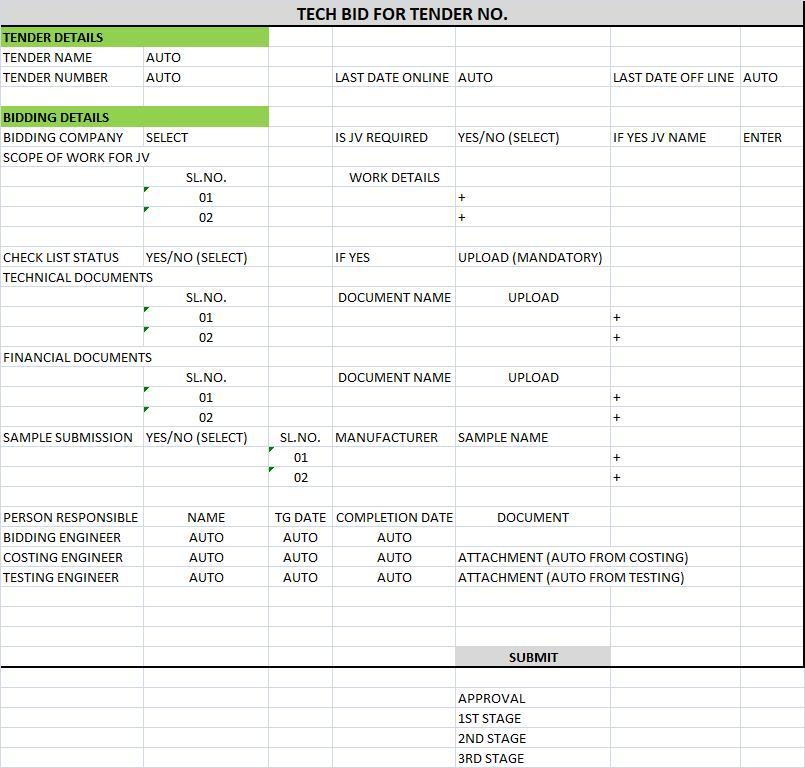 TECH BID FOR TENDER NO.
TENDER DETAILS
TENDER NAME AUTO
TENDER NUMBER AUTO LAST DATE ONLINE AUTO LAST DATE OFF LINE AUTO
BIDDING DETAILS
BIDDING COMPANY SELECT IS JV REQUIRED YES/NO (SELECT) IF YES JV NAME ENTER
SCOPE OF WORK FOR JV
SL.NO. WORK DETAILS
01 +
02 +
CHECK LIST STATUS YES/NO (SELECT) IF YES UPLOAD (MANDATORY)
TECHNICAL DOCUMENTS
SL.NO. DOCUMENT NAME UPLOAD
01 +
02 +
FINANCIAL DOCUMENTS
SL.NO. DOCUMENT NAME UPLOAD
01 +
02 +
SAMPLE SUBMISSION YES/NO (SELECT) SL.NO. MANUFACTURER SAMPLE NAME
01 +
02 +
PERSON RESPONSIBLE NAME TG DATE COMPLETION DATE DOCUMENT
BIDDING ENGINEER AUTO AUTO AUTO
COSTING ENGINEER AUTO AUTO AUTO ATTACHMENT (AUTO FROM COSTING)
TESTING ENGINEER AUTO AUTO AUTO ATTACHMENT (AUTO FROM TESTING)
SUBMIT
APPROVAL
1ST STAGE
2ND STAGE
3RD STAGE